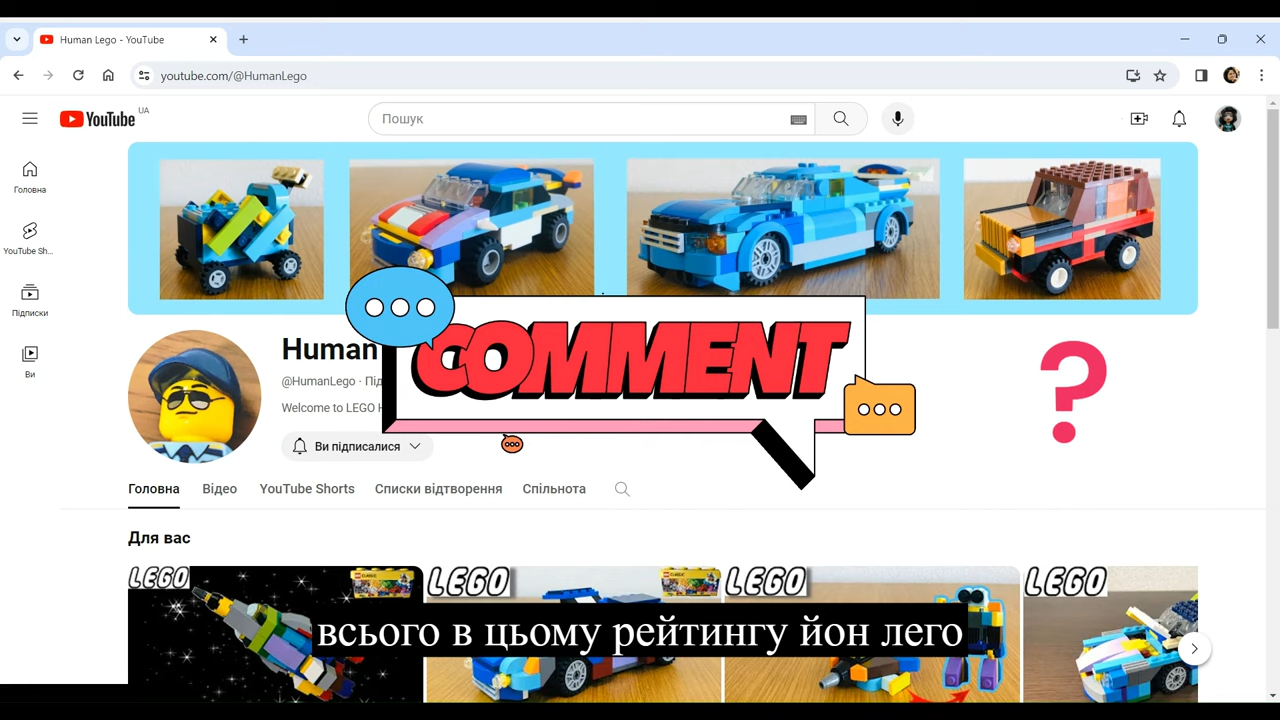 Human Lego - YouTube
youtube.com/@HumanLego
YouTube UA
Пошук
Головна
YouTube Sh...
Підписки
Ви
Human
@HumanLego · Під
Welcome to LEGO H
Ви підписалися
COMMENT
?
Головна Відео YouTube Shorts Списки відтворення Спільнота
Для вас
LEGO LEGO LEGO LEGO
всього в цьому рейтингу йон лего